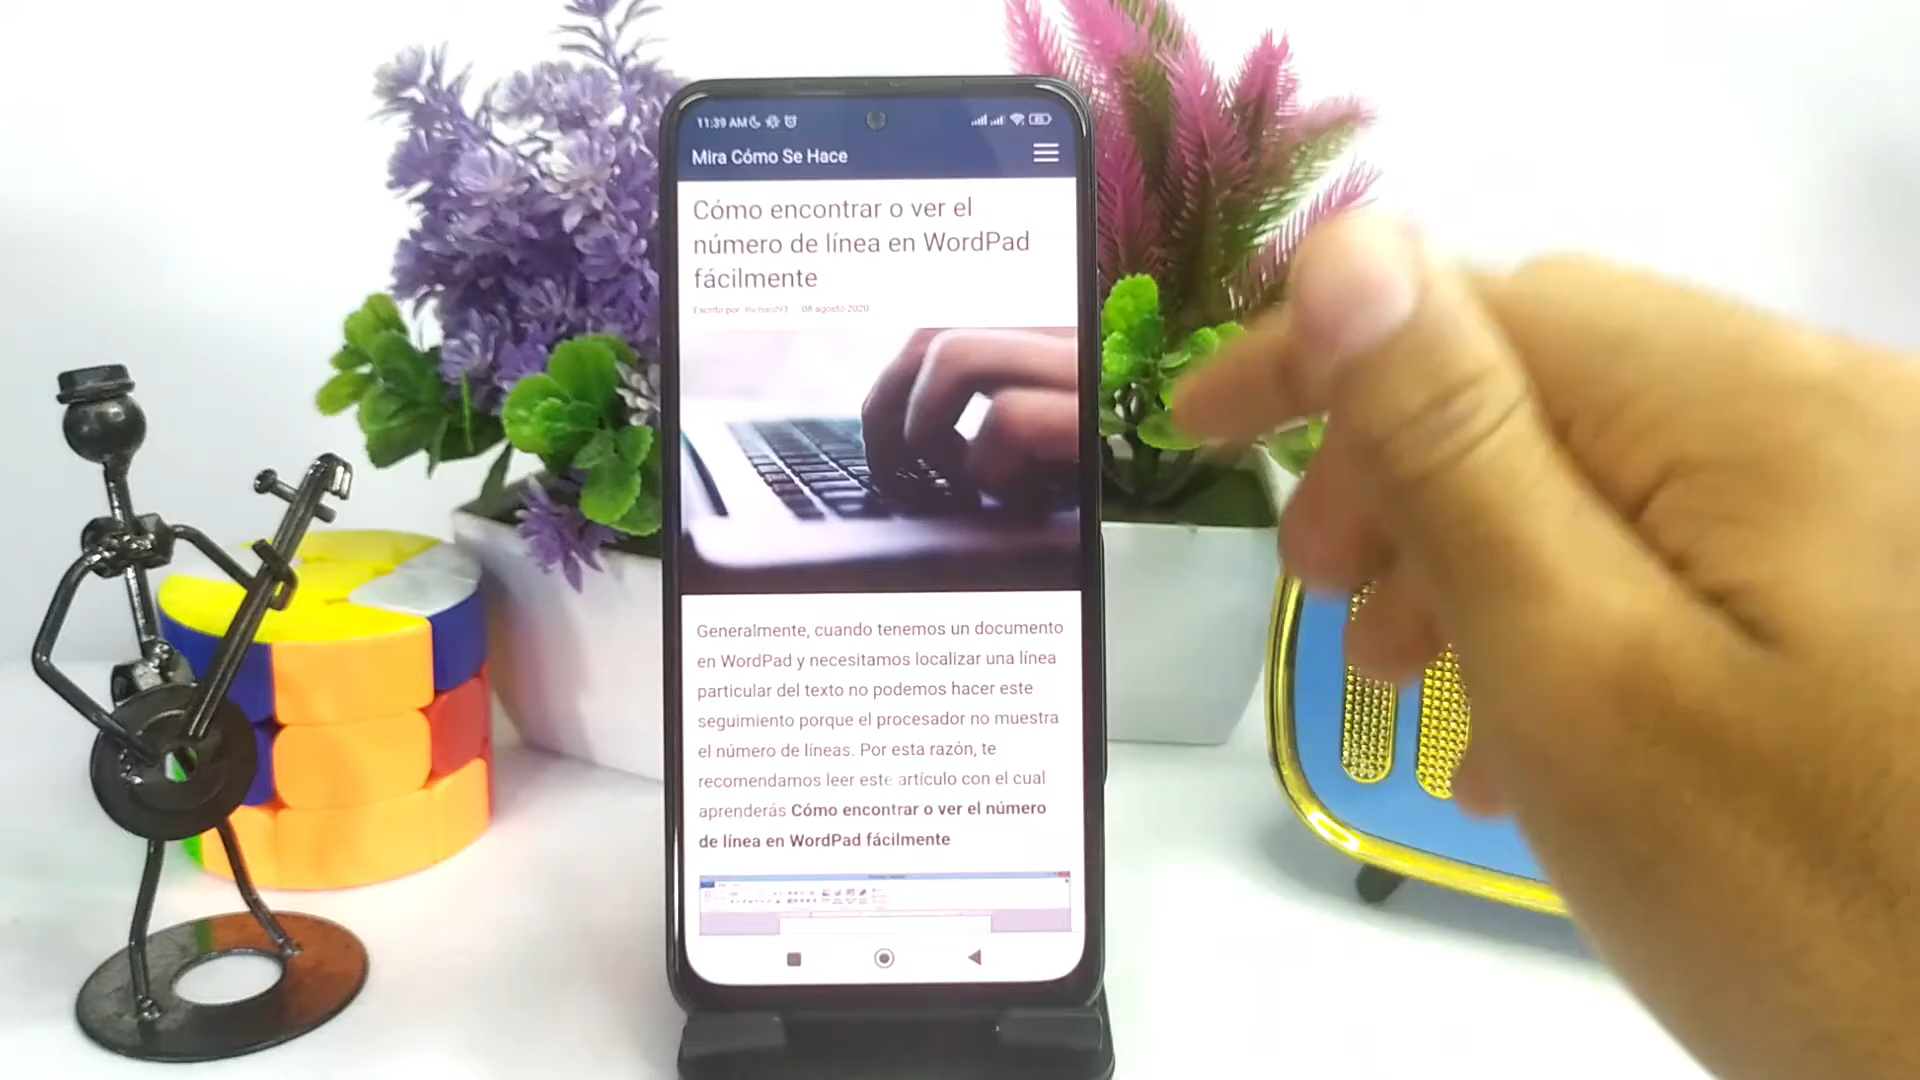 11:39 AM
Mira Cómo Se Hace
Cómo encontrar o ver el
número de línea en WordPad
fácilmente
Escrito por: Richard93 08 agosto 2020
Generalmente, cuando tenemos un documento
en WordPad y necesitamos localizar una línea
particular del texto no podemos hacer este
seguimiento porque el procesador no muestra
el número de líneas. Por esta razón, te
recomendamos leer este artículo con el cual
aprenderás Cómo encontrar o ver el número
de línea en WordPad fácilmente